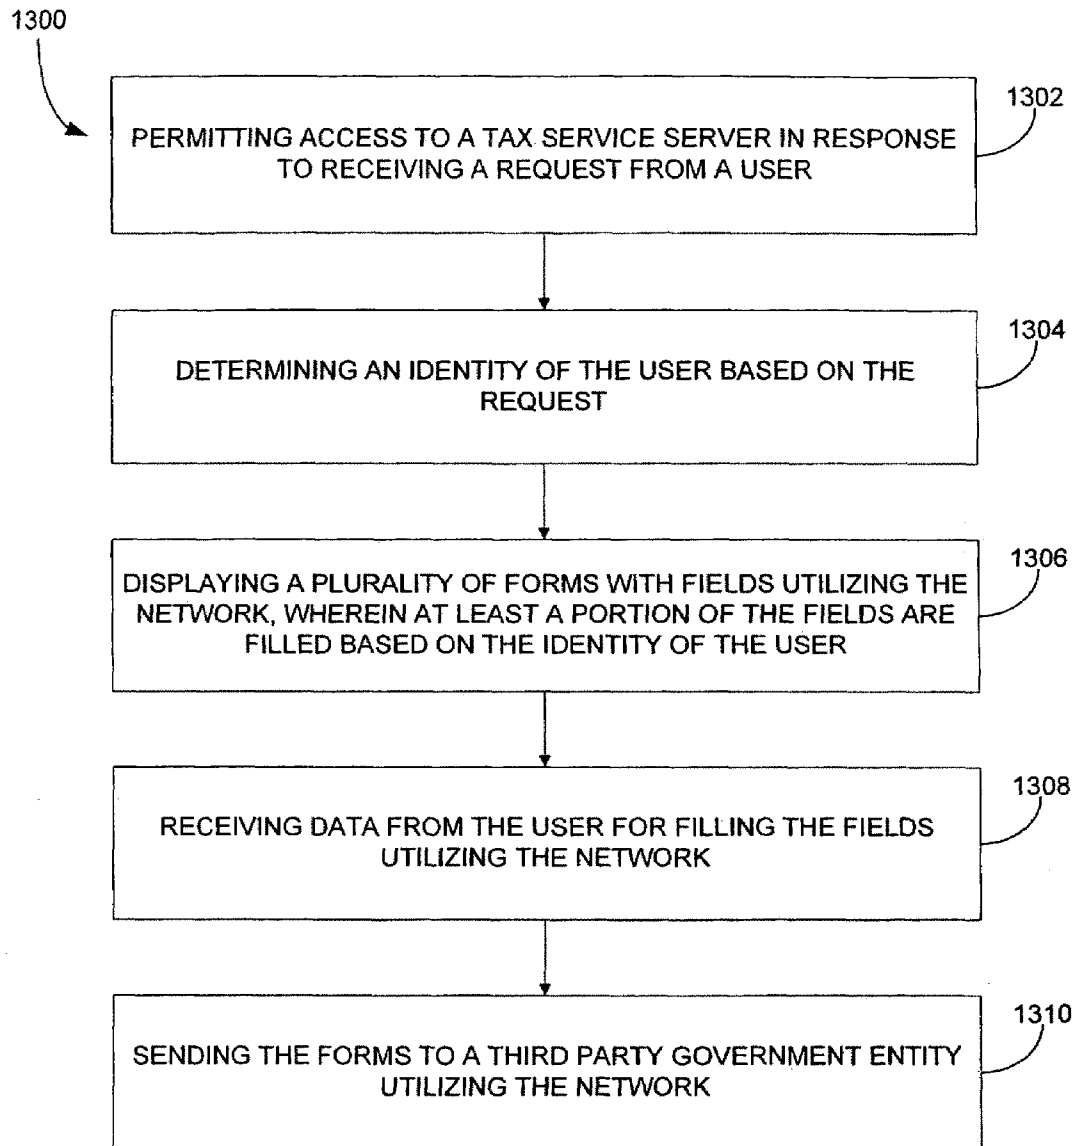 1300
1302
PERMITTING ACCESS TO A TAX SERVICE SERVER IN RESPONSE
TO RECEIVING A REQUEST FROM A USER
1304
DETERMINING AN IDENTITY OF THE USER BASED ON THE
REQUEST
1306
DISPLAYING A PLURALITY OF FORMS WITH FIELDS UTILIZING THE
NETWORK, WHEREIN AT LEAST A PORTION OF THE FIELDS ARE
FILLED BASED ON THE IDENTITY OF THE USER
1308
RECEIVING DATA FROM THE USER FOR FILLING THE FIELDS
UTILIZING THE NETWORK
1310
SENDING THE FORMS TO A THIRD PARTY GOVERNMENT ENTITY
UTILIZING THE NETWORK